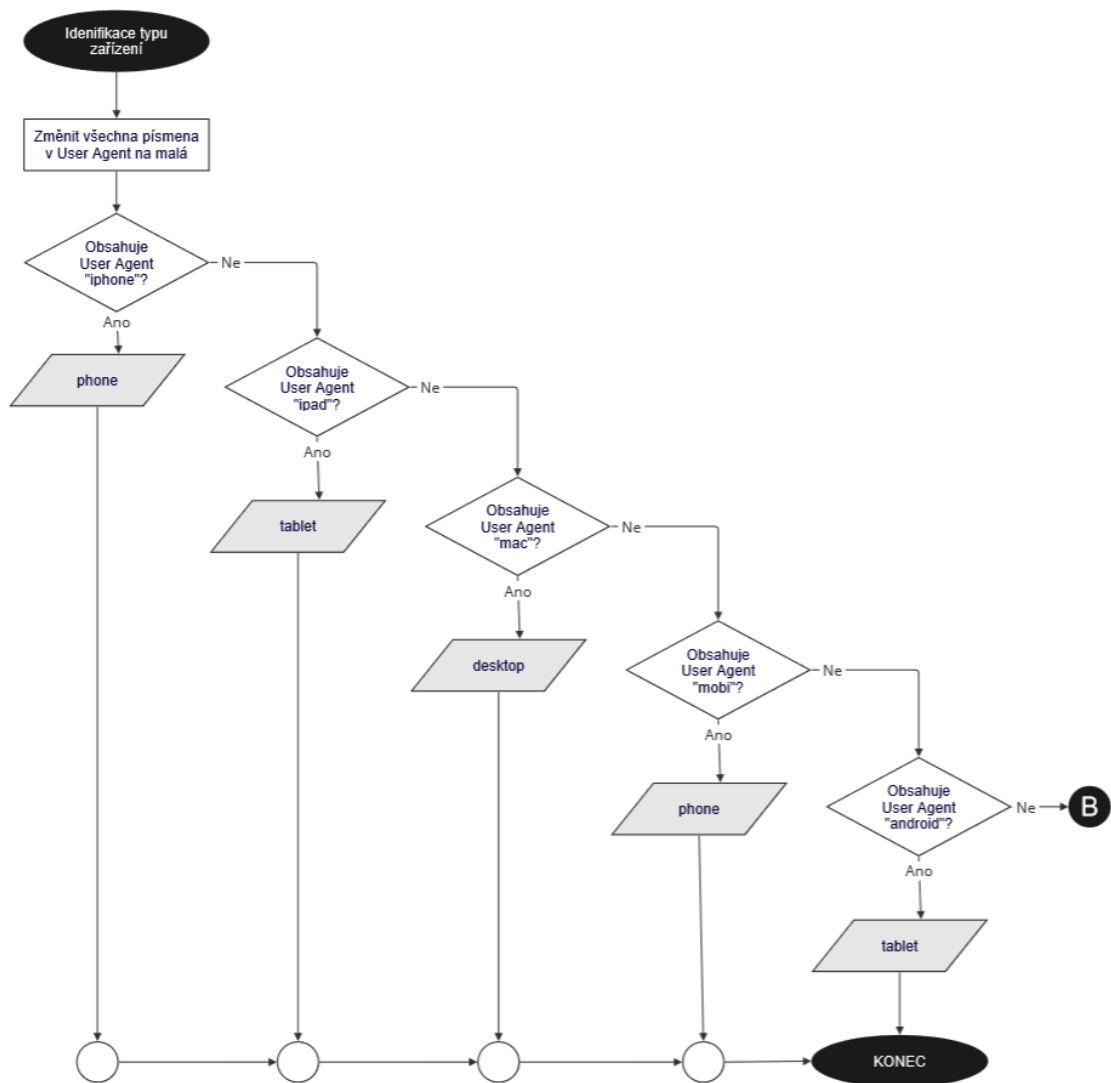 Idenifikace typu
zařízení
Změnit všechna písmena
v User Agent na malá
Obsahuje
User Agent
"iphone"?
Ne
Ano
phone
Obsahuje
User Agent
"ipad"?
Ne
Ano
tablet
Obsahuje
User Agent
"mac"?
Ne
Ano
desktop
Obsahuje
User Agent
"mobi"?
Ne
Ano
phone
Obsahuje
User Agent
"android"?
Ne
B
Ano
tablet
KONEC